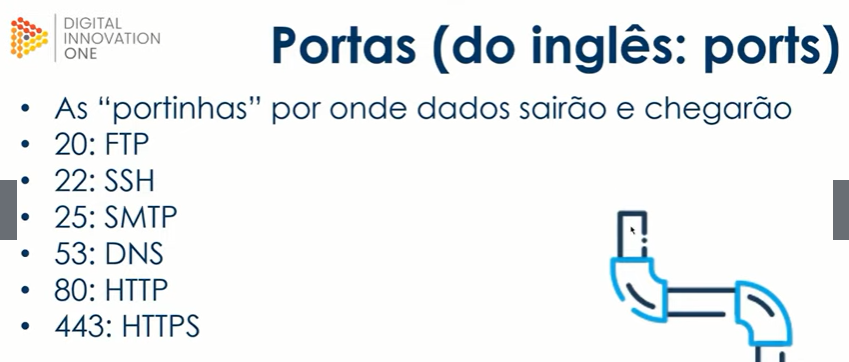 DIGITAL
INNOVATION
ONE
Portas (do inglês: ports)
• As “portinhas” por onde dados sairão e chegarão
• 20: FTP
• 22: SSH
• 25: SMTP
• 53: DNS
• 80: HTTP
• 443: HTTPS